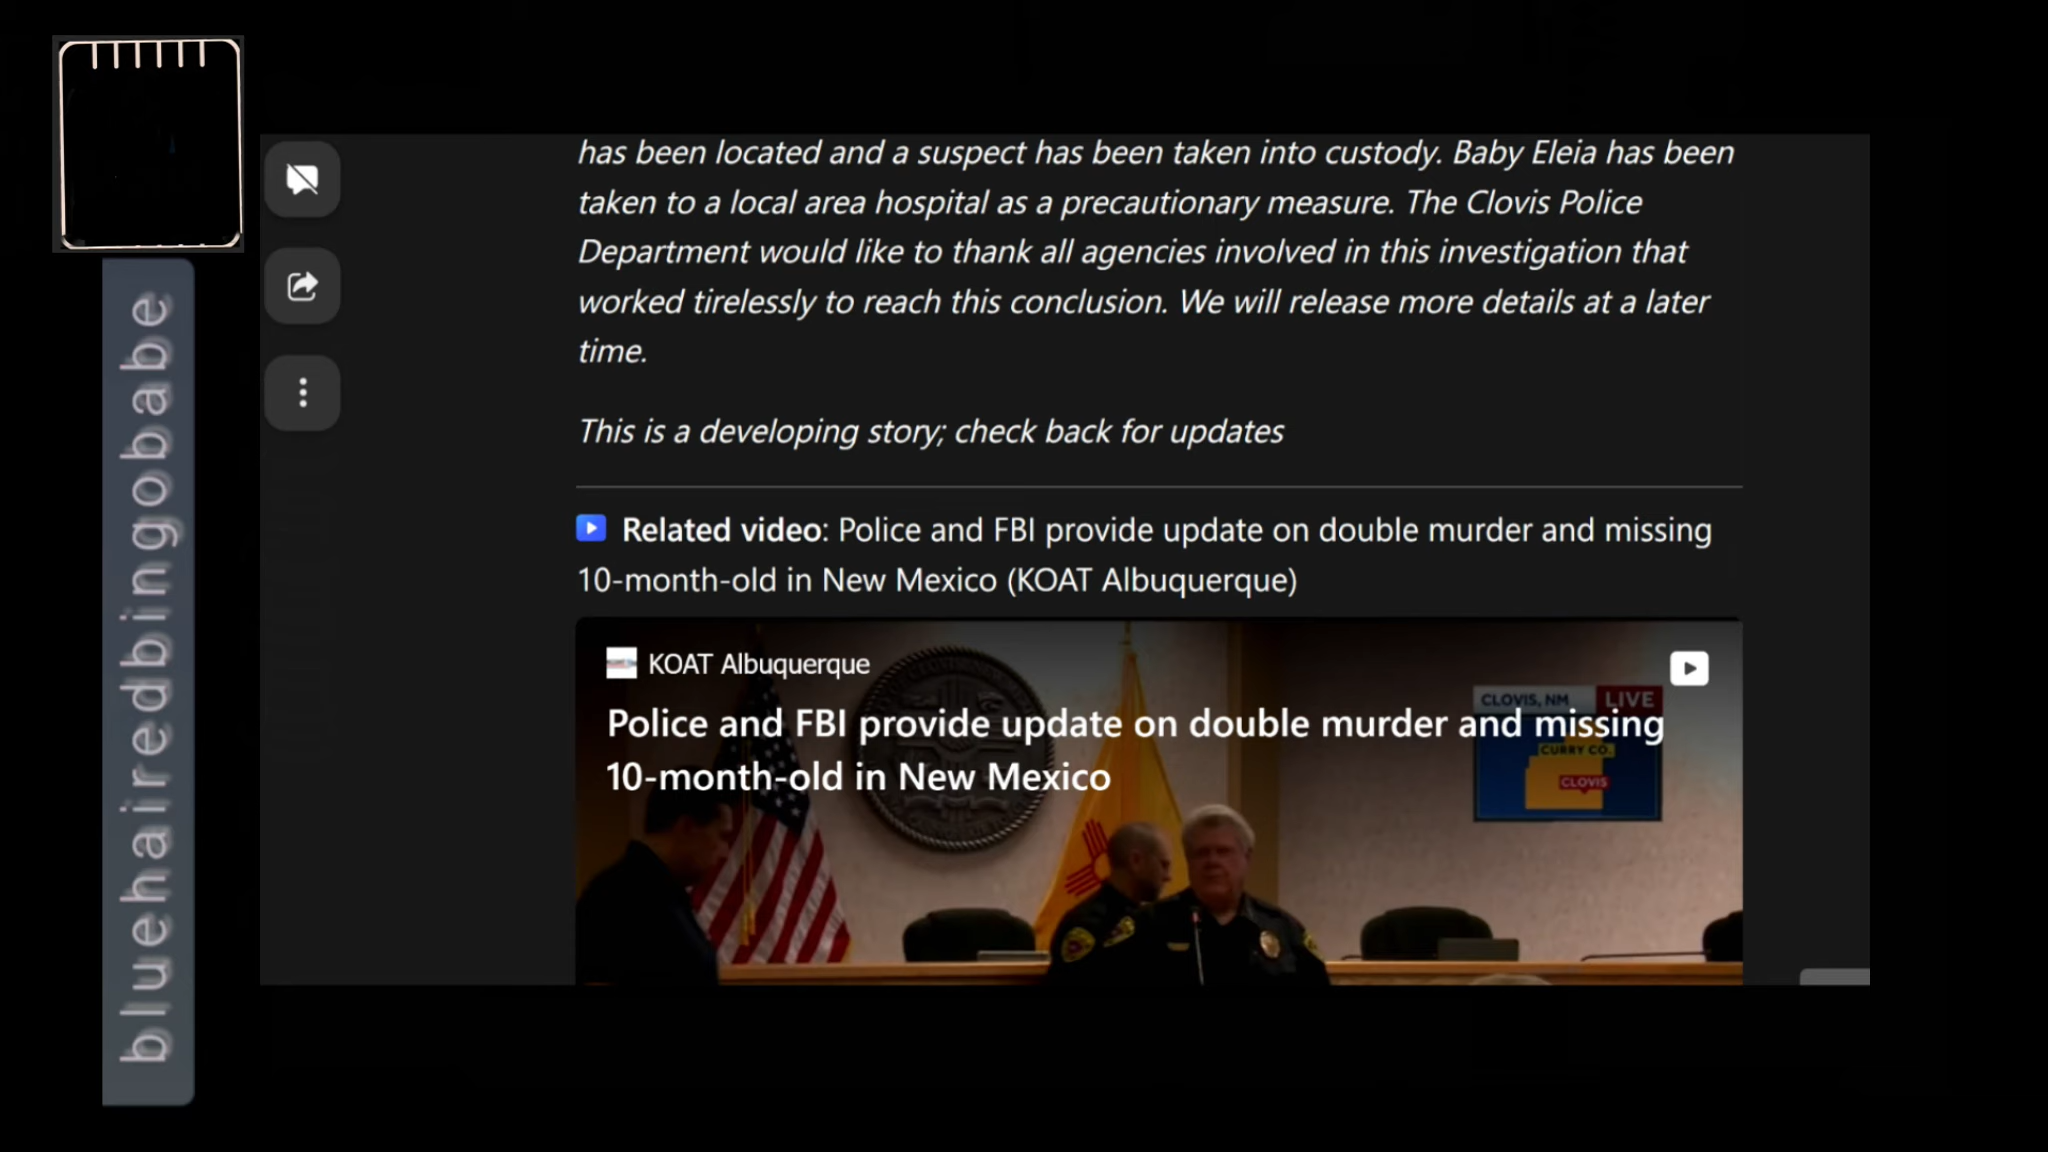 has been located and a suspect has been taken into custody. Baby Eleia has been
taken to a local area hospital as a precautionary measure. The Clovis Police
Department would like to thank all agencies involved in this investigation that
worked tirelessly to reach this conclusion. We will release more details at a later
time.
This is a developing story; check back for updates
Related video: Police and FBI provide update on double murder and missing
10-month-old in New Mexico (KOAT Albuquerque)
KOAT Albuquerque
Police and FBI provide update on double murder and missing
10-month-old in New Mexico
CLOVIS, NM LIVE
CURRY CO.
CLOVIS
bluehairedbingobabe